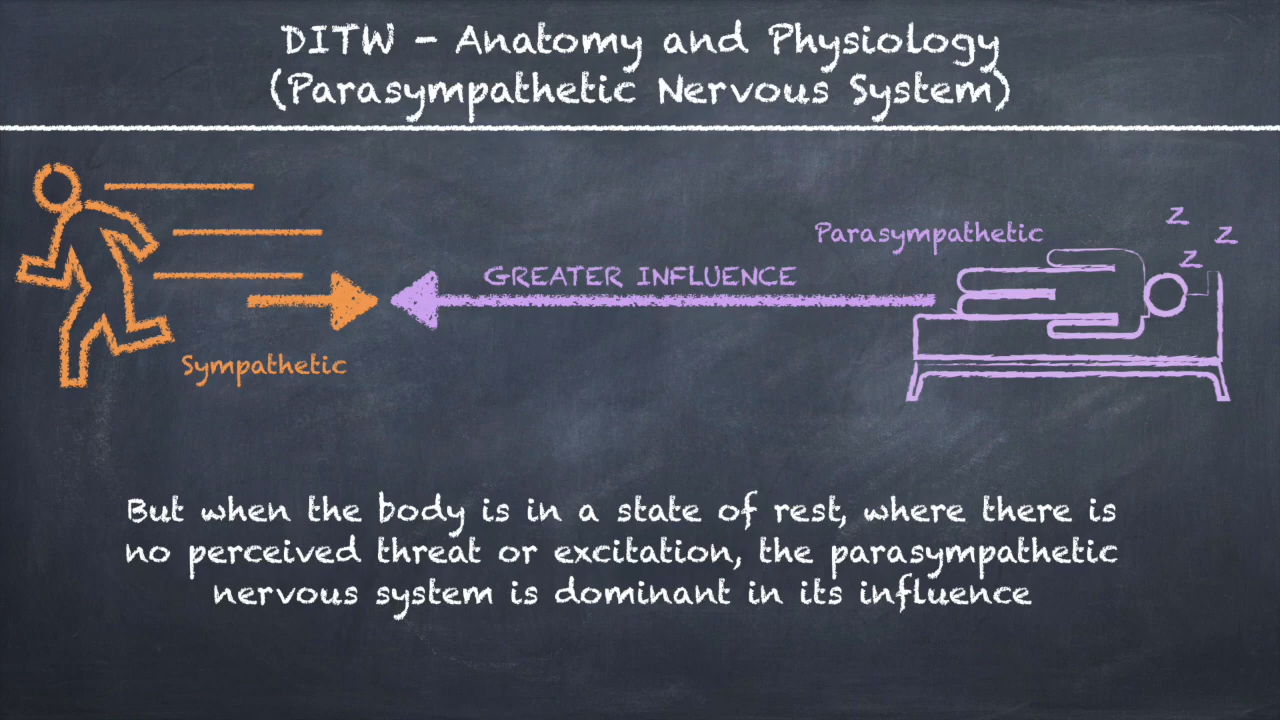 DITW - Anatomy and Physiology
(Parasympathetic Nervous System)
Z
Z
Parasympathetic
Z
GREATER INFLUENCE
Sympathetic
But when the body is in a state of rest, where there is
no perceived threat or excitation, the parasympathetic
nervous system is dominant in its influence